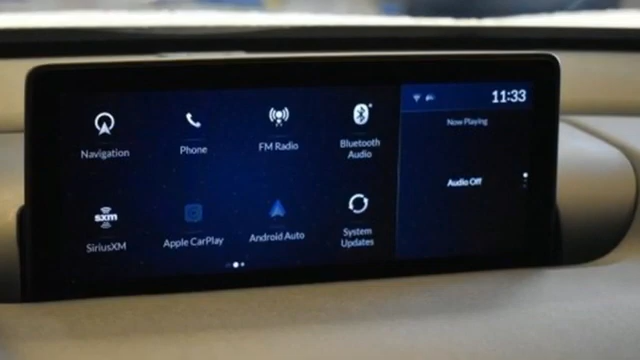 11:33
Now Playing
Navigation
Phone
FM Radio
Bluetooth
Audio
Audio Off
sxm
SiriusXM
Apple CarPlay
Android Auto
System
Updates